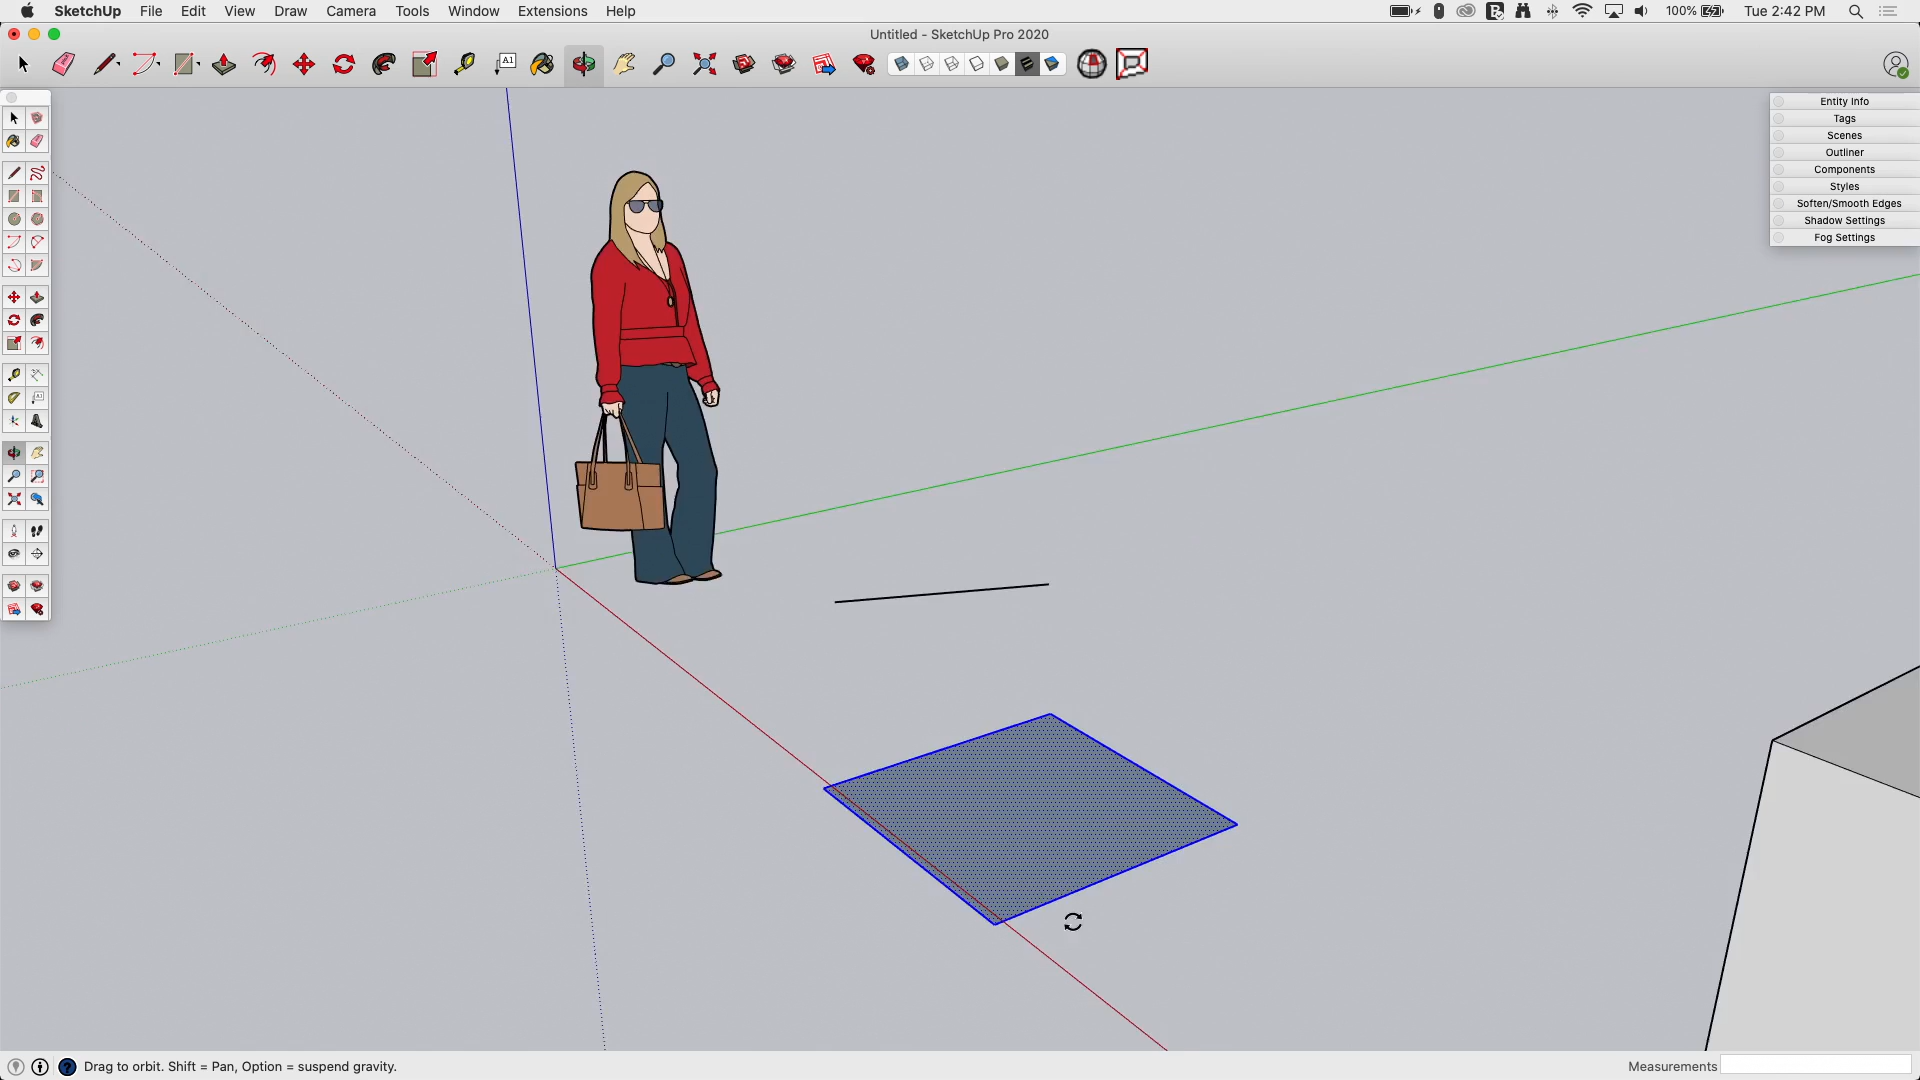 SketchUp File Edit View Draw Camera Tools Window Extensions Help 100% Tue 2:42 PM
Untitled - SketchUp Pro 2020
A1
Entity Info
Tags
Scenes
Outliner
Components
Styles
Soften/Smooth Edges
Shadow Settings
Fog Settings
A1
Drag to orbit. Shift = Pan, Option = suspend gravity. Measurements